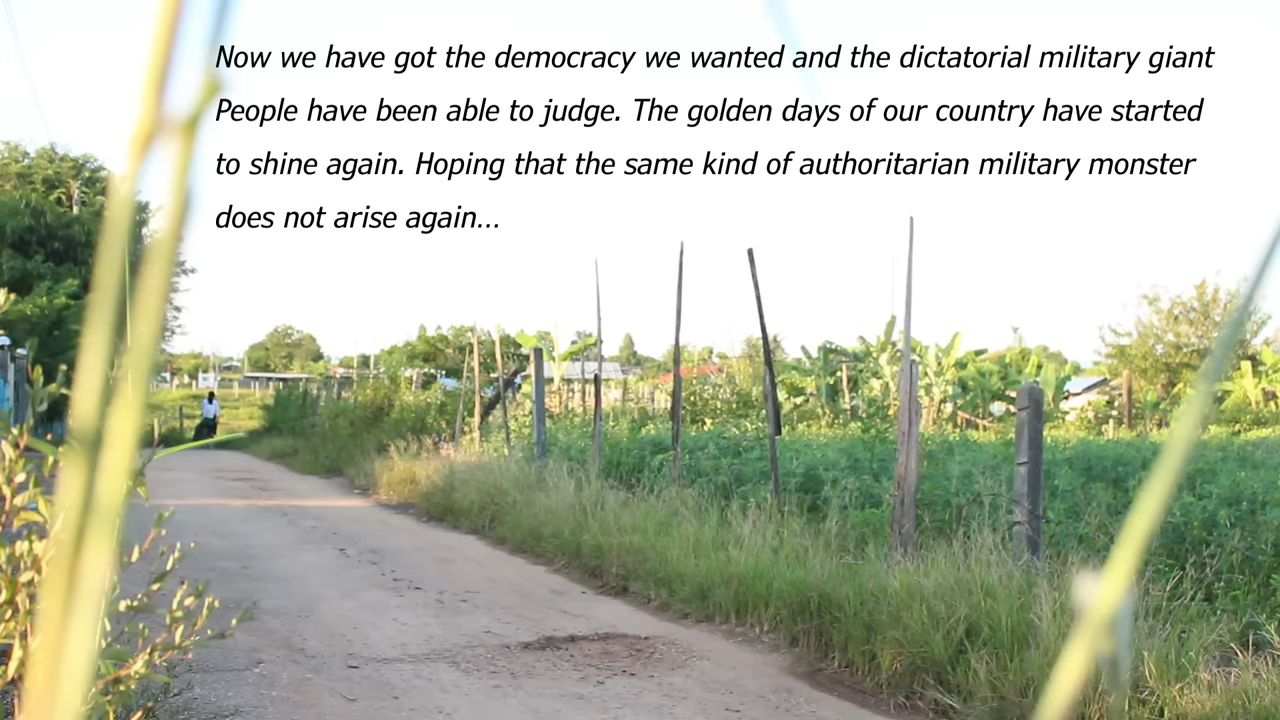 Now we have got the democracy we wanted and the dictatorial military giant
People have been able to judge. The golden days of our country have started
to shine again. Hoping that the same kind of authoritarian military monster
does not arise again...